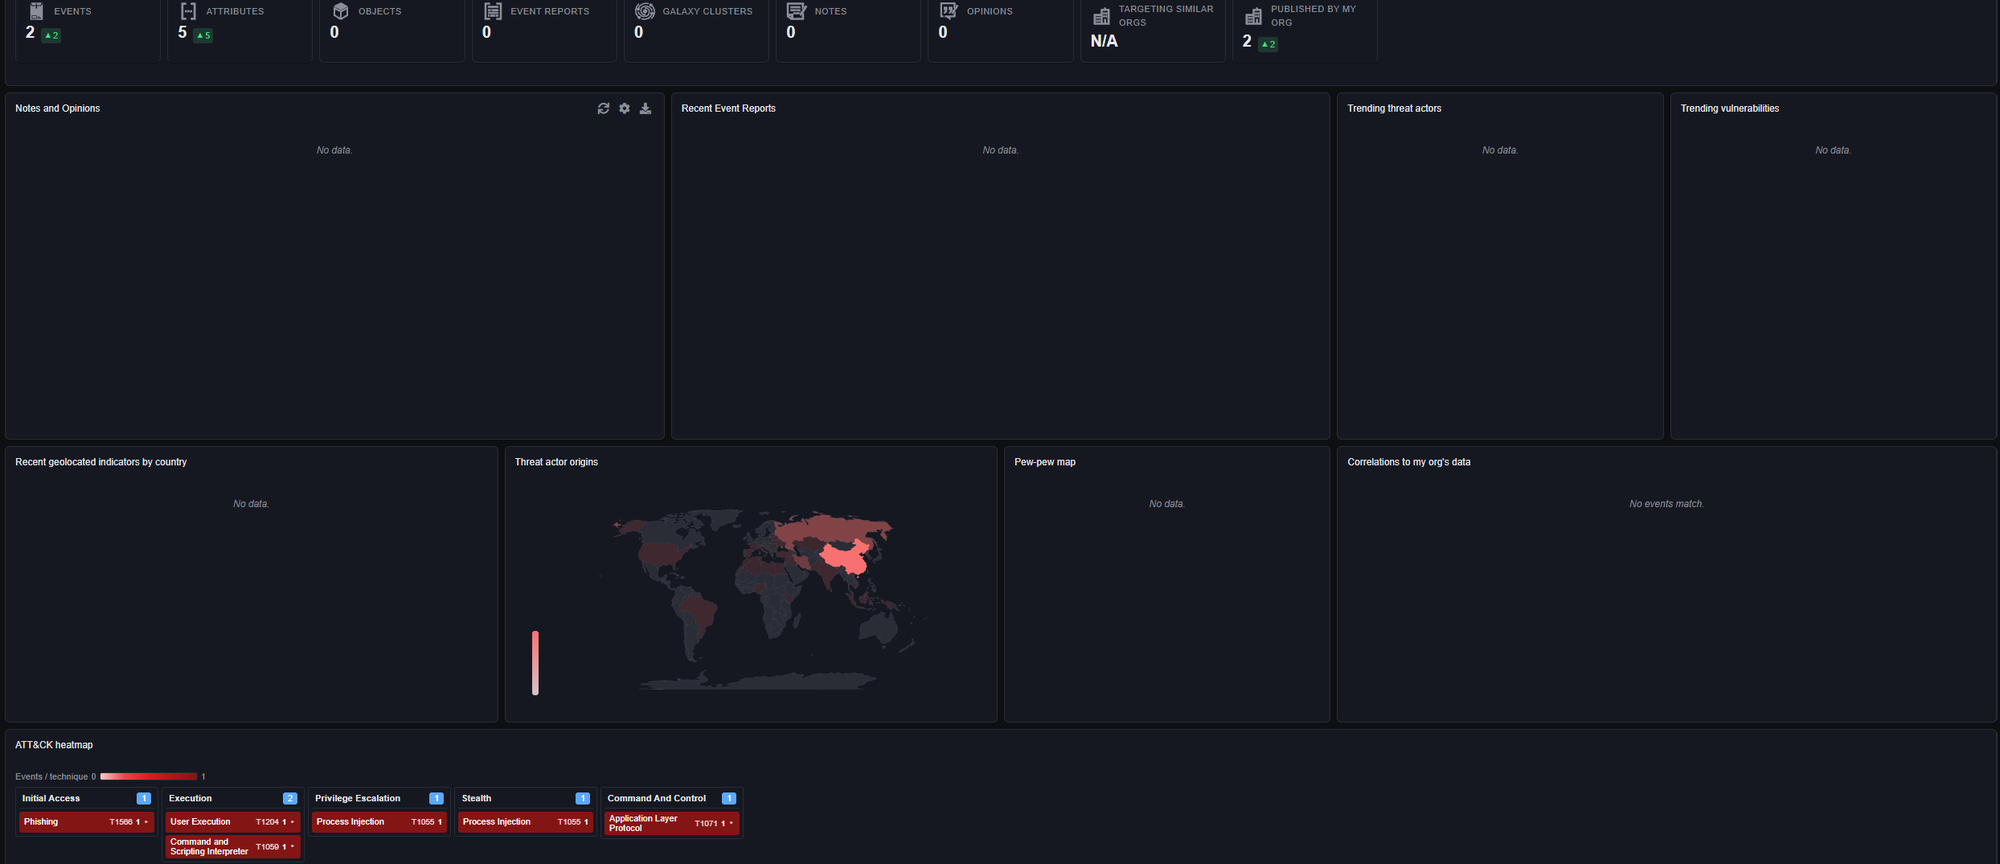 EVENTS
2 ▲2
ATTRIBUTES
5 ▲5
OBJECTS
0
EVENT REPORTS
0
GALAXY CLUSTERS
0
NOTES
0
OPINIONS
0
TARGETING SIMILAR
ORGS
N/A
PUBLISHED BY MY
ORG
2 ▲2
Notes and Opinions
No data.
Recent Event Reports
No data.
Trending threat actors
No data.
Trending vulnerabilities
No data.
Recent geolocated indicators by country
No data.
Threat actor origins
Pew-pew map
No data.
Correlations to my org's data
No events match.
ATT&CK heatmap
Events / technique 0 1
Initial Access 1
Phishing T1566 1
Execution 2
User Execution T1204 1
Command and
Scripting Interpreter T1059 1
Privilege Escalation 1
Process Injection T1055 1
Stealth 1
Process Injection T1055 1
Command And Control 1
Application Layer
Protocol T1071 1